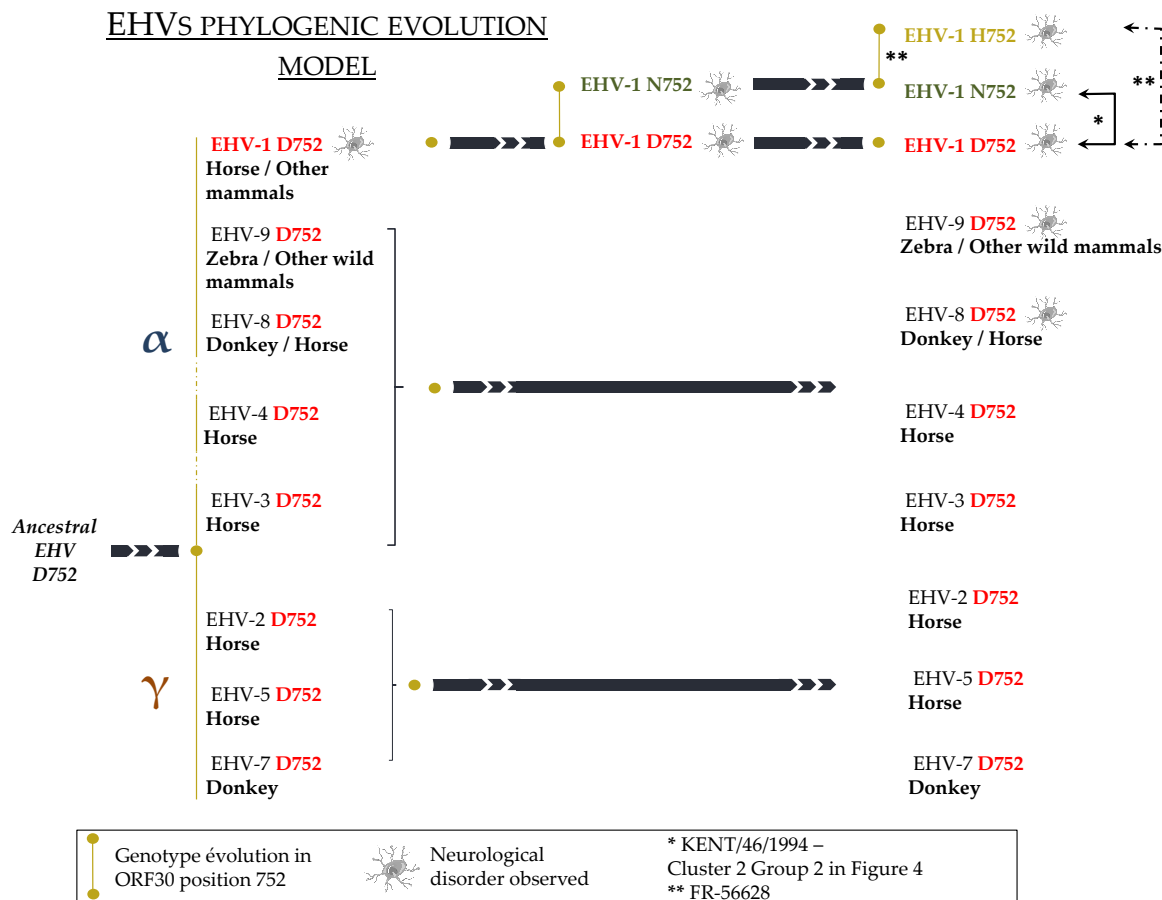 EHVS PHYLOGENIC EVOLUTION
MODEL
EHV-1 H752
**
EHV-1 N752
EHV-1 N752
**
*
EHV-1 D752
EHV-1 D752
EHV-1 D752
Horse / Other
mammals
EHV-9 D752
Zebra / Other wild
mammals
EHV-9 D752
Zebra / Other wild mammals
α
EHV-8 D752
Donkey / Horse
EHV-8 D752
Donkey / Horse
EHV-4 D752
Horse
EHV-4 D752
Horse
EHV-3 D752
Horse
EHV-3 D752
Horse
Ancestral
EHV
D752
EHV-2 D752
Horse
EHV-2 D752
Horse
γ
EHV-5 D752
Horse
EHV-5 D752
Horse
EHV-7 D752
Donkey
EHV-7 D752
Donkey
Genotype évolution in
ORF30 position 752
Neurological
disorder observed
* KENT/46/1994 –
Cluster 2 Group 2 in Figure 4
** FR-56628